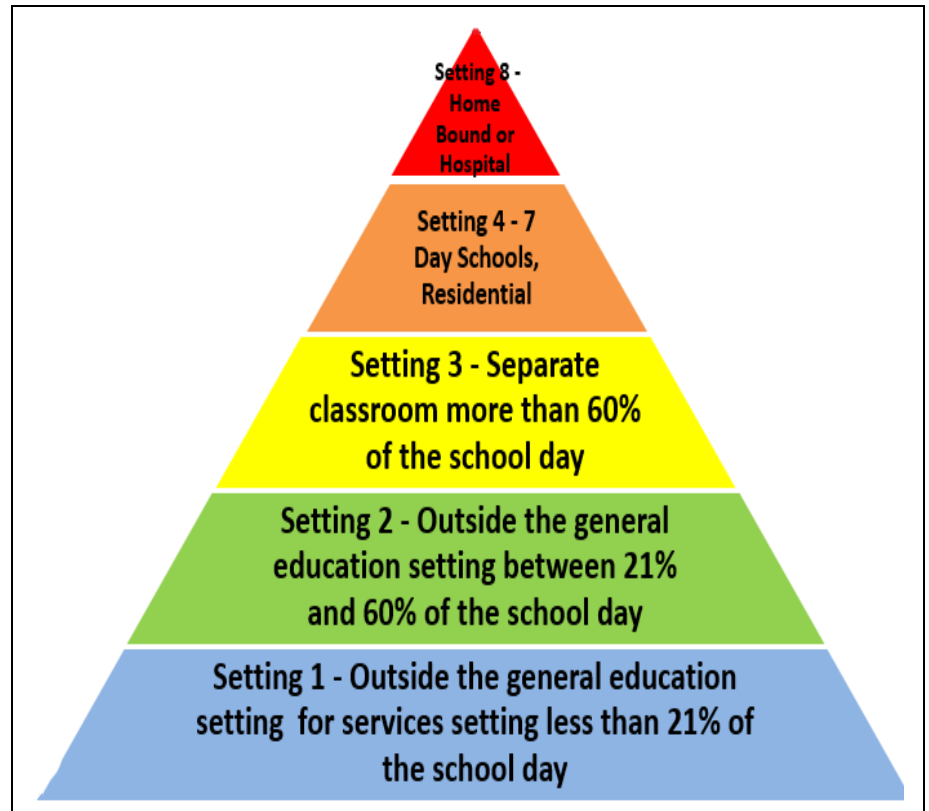 Setting 8 -
Home
Bound or
Hospital
Setting 4 - 7
Day Schools,
Residential
Setting 3 - Separate
classroom more than 60%
of the school day
Setting 2 - Outside the general
education setting between 21%
and 60% of the school day
Setting 1 - Outside the general education
setting for services setting less than 21% of
the school day